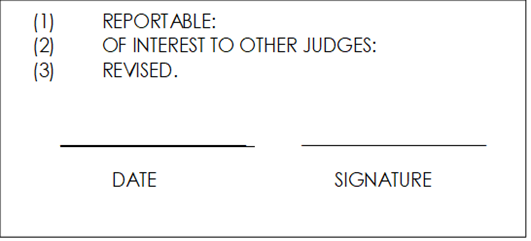 (1) REPORTABLE:
(2) OF INTEREST TO OTHER JUDGES:
(3) REVISED.
DATE SIGNATURE